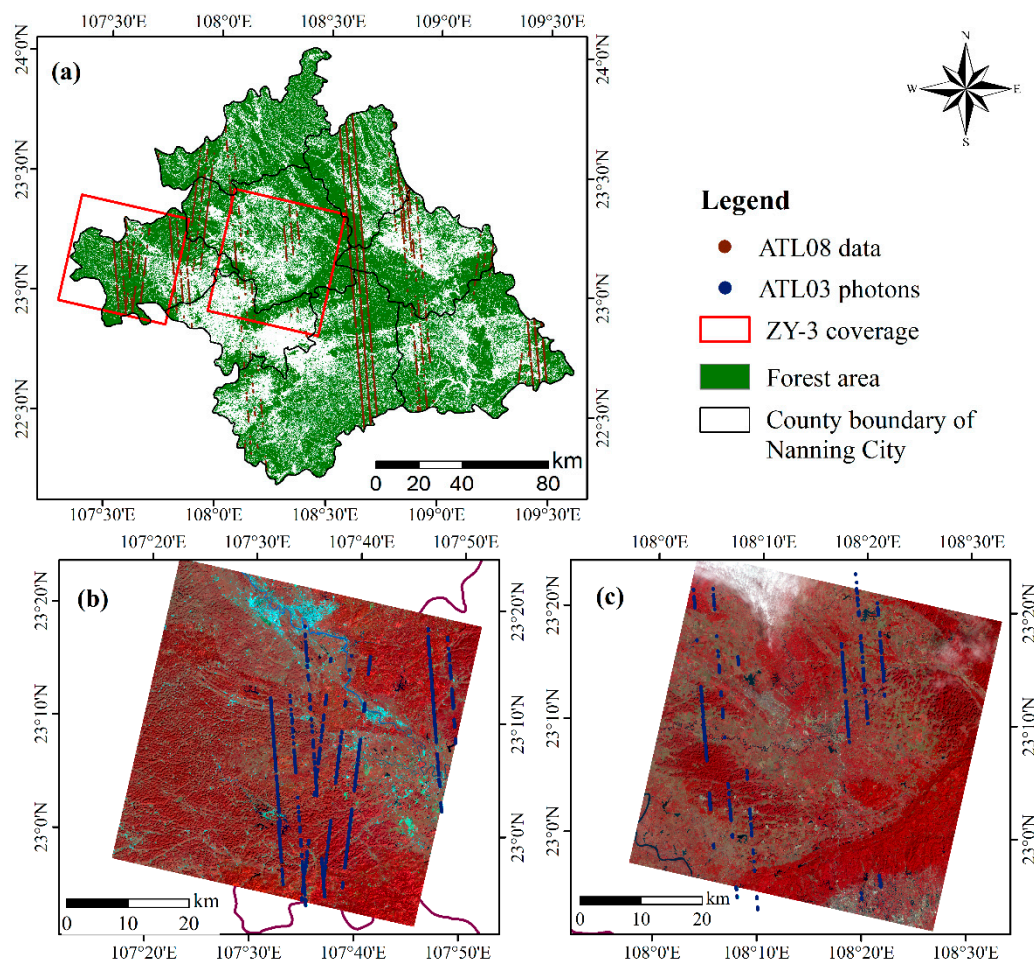 107°30'E 108°0'E 108°30'E 109°0'E 109°30'E
24°0'N 23°30'N 23°0'N 22°30'N
(a)
24°0'N 23°30'N 23°0'N 22°30'N
km
0 20 40 80
107°30'E 108°0'E 108°30'E 109°0'E 109°30'E
N
W E
S
Legend
ATL08 data
ATL03 photons
ZY-3 coverage
Forest area
County boundary of
Nanning City
107°20'E 107°30'E 107°40'E 107°50'E
(b)
23°20'N 23°10'N 23°0'N
23°20'N 23°10'N 23°0'N
km
0 10 20
107°20'E 107°30'E 107°40'E 107°50'E
108°0'E 108°10'E 108°20'E
(c)
23°20'N 23°10'N 23°0'N
23°20'N 23°10'N 23°0'N
km
0 10 20
108°0'E 108°10'E 108°20'E 108°30'E